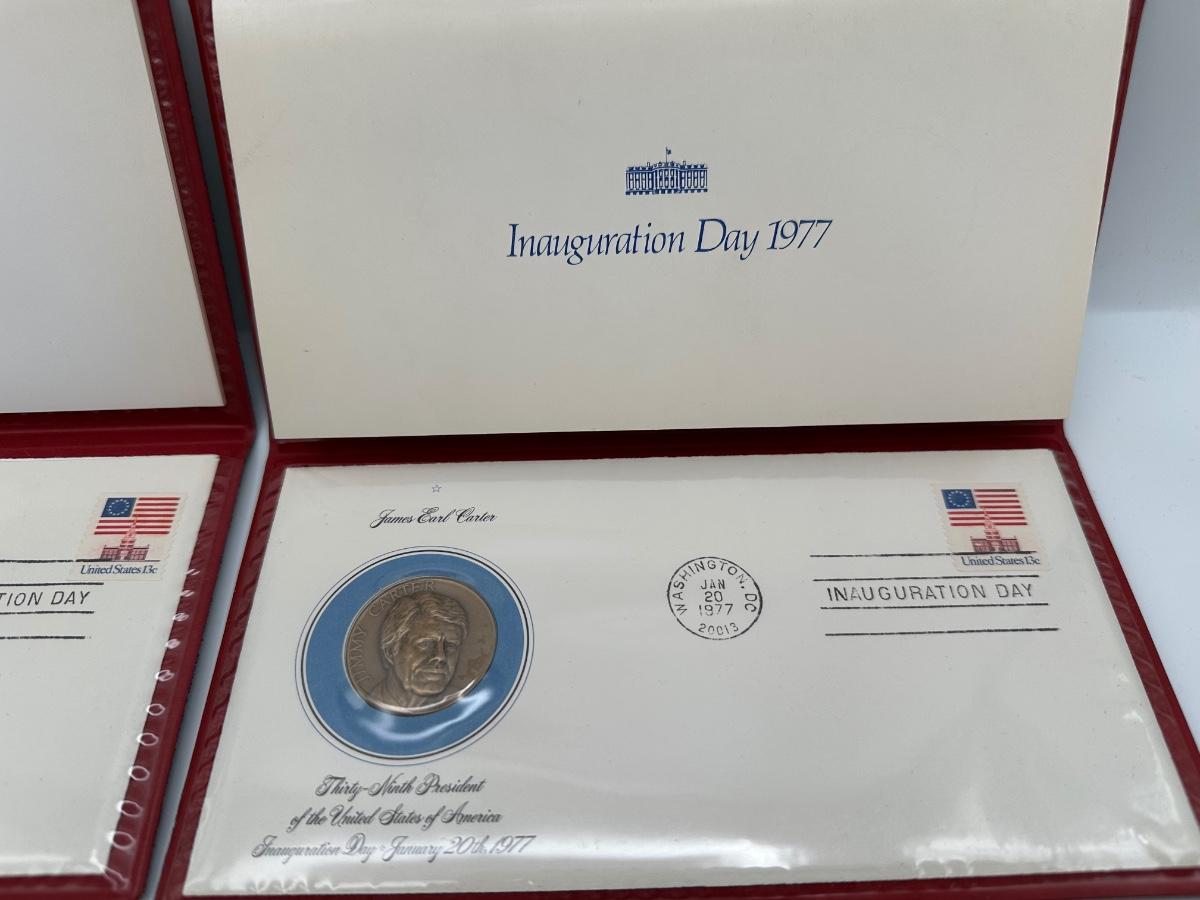 Inauguration Day 1977
James Earl Carter
JIMMY CARTER
Thirty-Ninth President
of the United States of America
Inauguration Day • January 20th, 1977
WASHINGTON, DC
JAN
20
1977
20013
United States 13c
INAUGURATION DAY
United States 13c
TION DAY